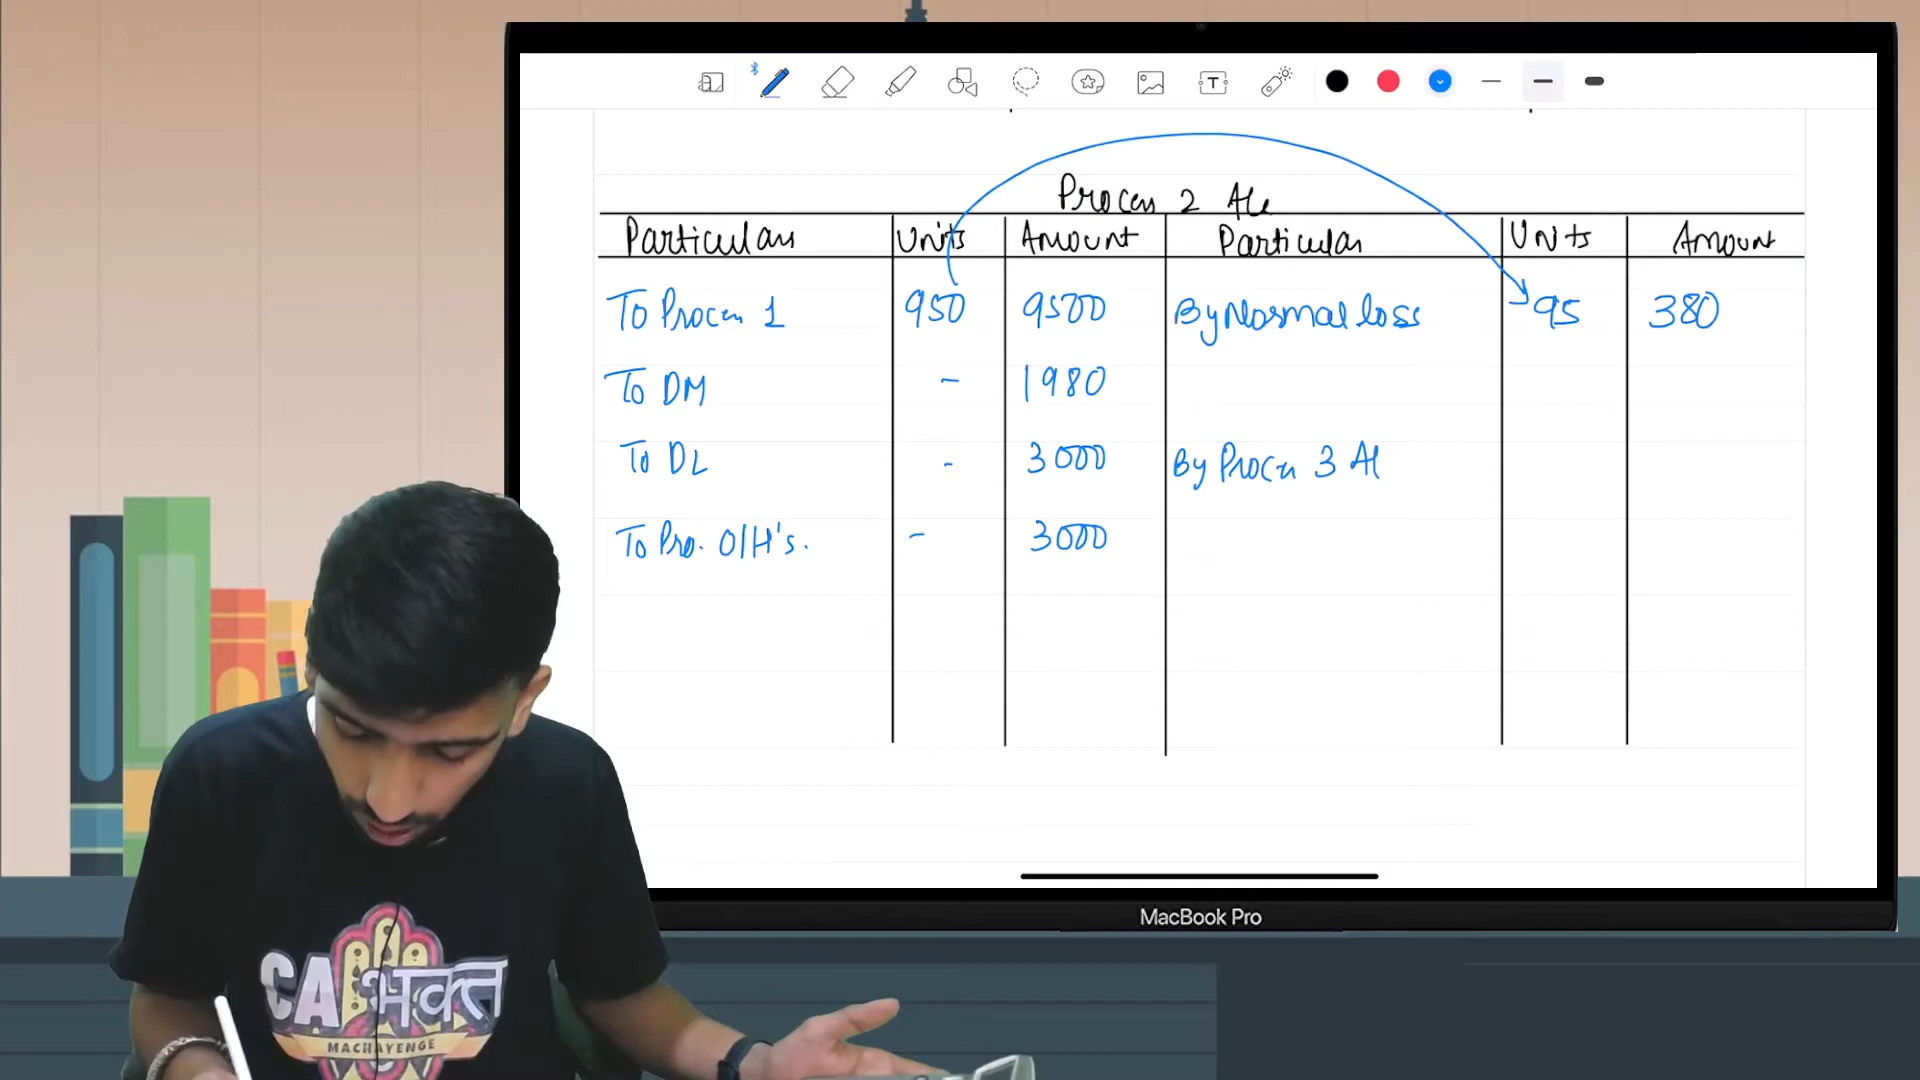 Process 2 A/c
Particulars Units Amount Particular Units Amount
To Process 1 950 9500 By Normal loss 95 380
To DM - 1980
To DL - 3000 By Process 3 A/c
To Pro. O/H's. - 3000
MacBook Pro
CA भक्त
MACHAYENGE